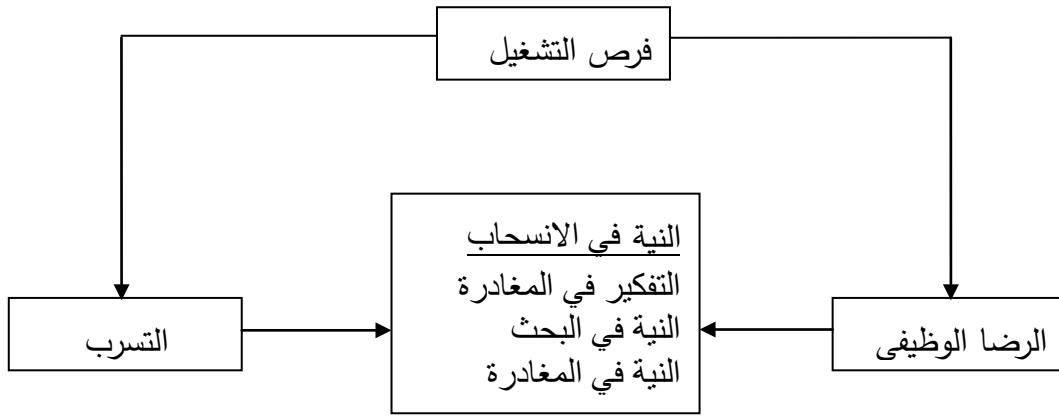 فرص التشغيل
النية في الانسحاب
التفكير في المغادرة
النية في البحث
النية في المغادرة
الرضا الوظيفى
التسرب